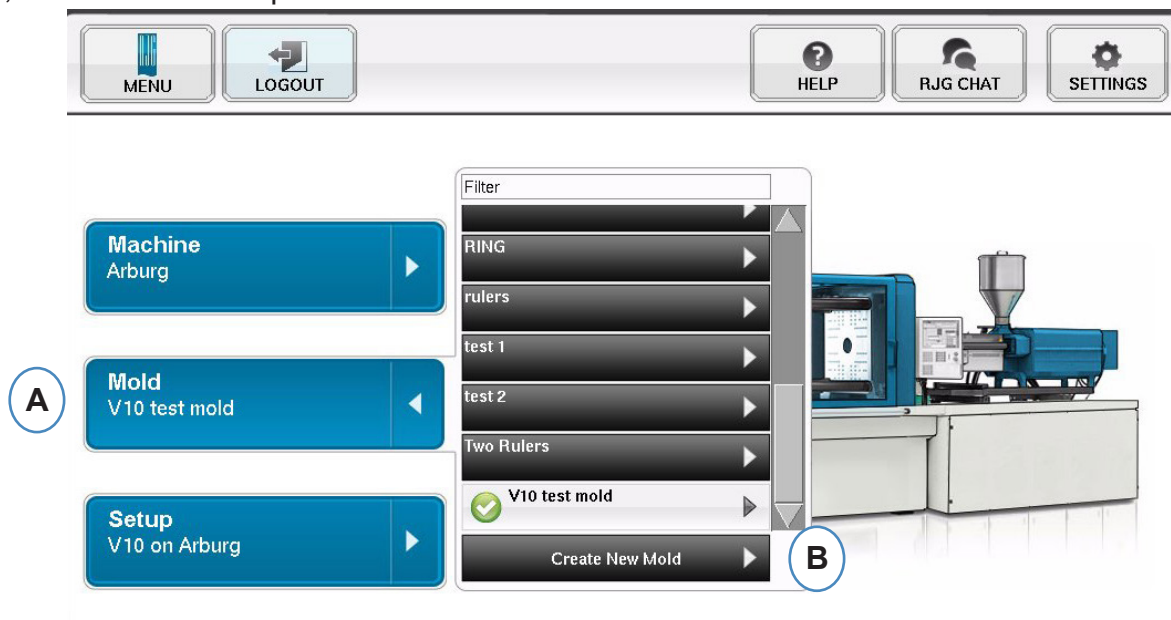 MENU
LOGOUT
HELP
RJG CHAT
SETTINGS
Filter
RING
rulers
test 1
test 2
Two Rulers
V10 test mold
Create New Mold
Machine
Arburg
Mold
V10 test mold
Setup
V10 on Arburg
A
B